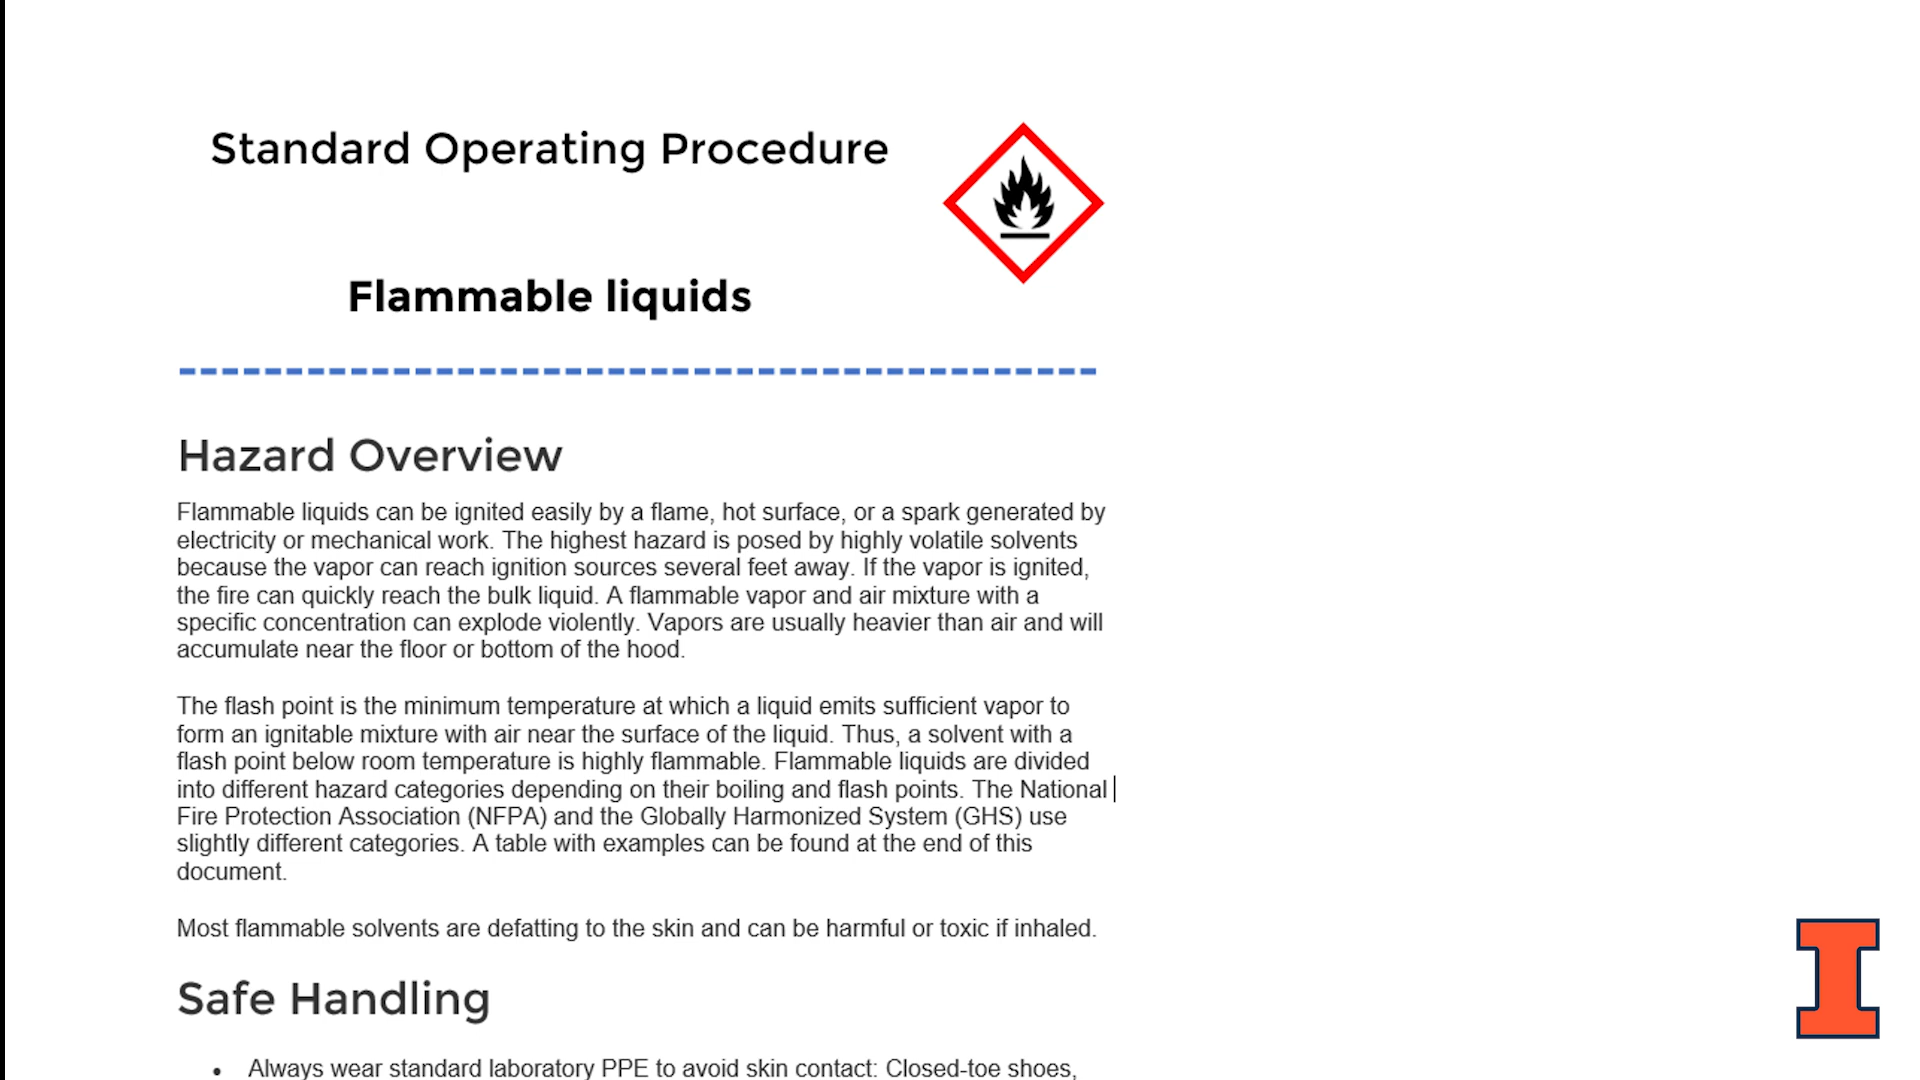 Standard Operating Procedure
Flammable liquids
Hazard Overview
Flammable liquids can be ignited easily by a flame, hot surface, or a spark generated by
electricity or mechanical work. The highest hazard is posed by highly volatile solvents
because the vapor can reach ignition sources several feet away. If the vapor is ignited,
the fire can quickly reach the bulk liquid. A flammable vapor and air mixture with a
specific concentration can explode violently. Vapors are usually heavier than air and will
accumulate near the floor or bottom of the hood.
The flash point is the minimum temperature at which a liquid emits sufficient vapor to
form an ignitable mixture with air near the surface of the liquid. Thus, a solvent with a
flash point below room temperature is highly flammable. Flammable liquids are divided
into different hazard categories depending on their boiling and flash points. The National
Fire Protection Association (NFPA) and the Globally Harmonized System (GHS) use
slightly different categories. A table with examples can be found at the end of this
document.
Most flammable solvents are defatting to the skin and can be harmful or toxic if inhaled.
Safe Handling
• Always wear standard laboratory PPE to avoid skin contact: Closed-toe shoes,
I